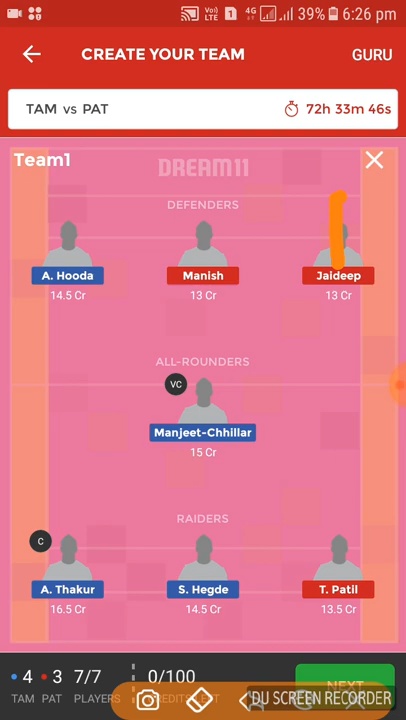 Vo) 4G 39% 6:26 pm
LTE 1
CREATE YOUR TEAM GURU
TAM vs PAT 72h 33m 46s
Team1
DREAM11
DEFENDERS
A. Hooda Manish Jaideep
14.5 Cr 13 Cr 13 Cr
ALL-ROUNDERS
VC
Manjeet-Chhillar
15 Cr
RAIDERS
C
A. Thakur S. Hegde T. Patil
16.5 Cr 14.5 Cr 13.5 Cr
4 3 7/7 0/100 NEXT
TAM PAT PLAYERS
DU SCREEN RECORDER